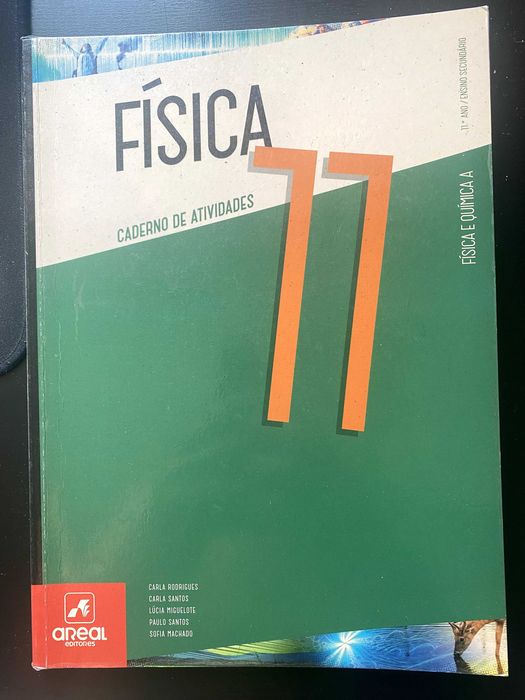 FÍSICA
11
CADERNO DE ATIVIDADES
11.º ANO / ENSINO SECUNDÁRIO
FÍSICA E QUÍMICA A
CARLA RODRIGUES
CARLA SANTOS
LÚCIA MIGUELOTE
PAULO SANTOS
SOFIA MACHADO
AREAL
EDITORES